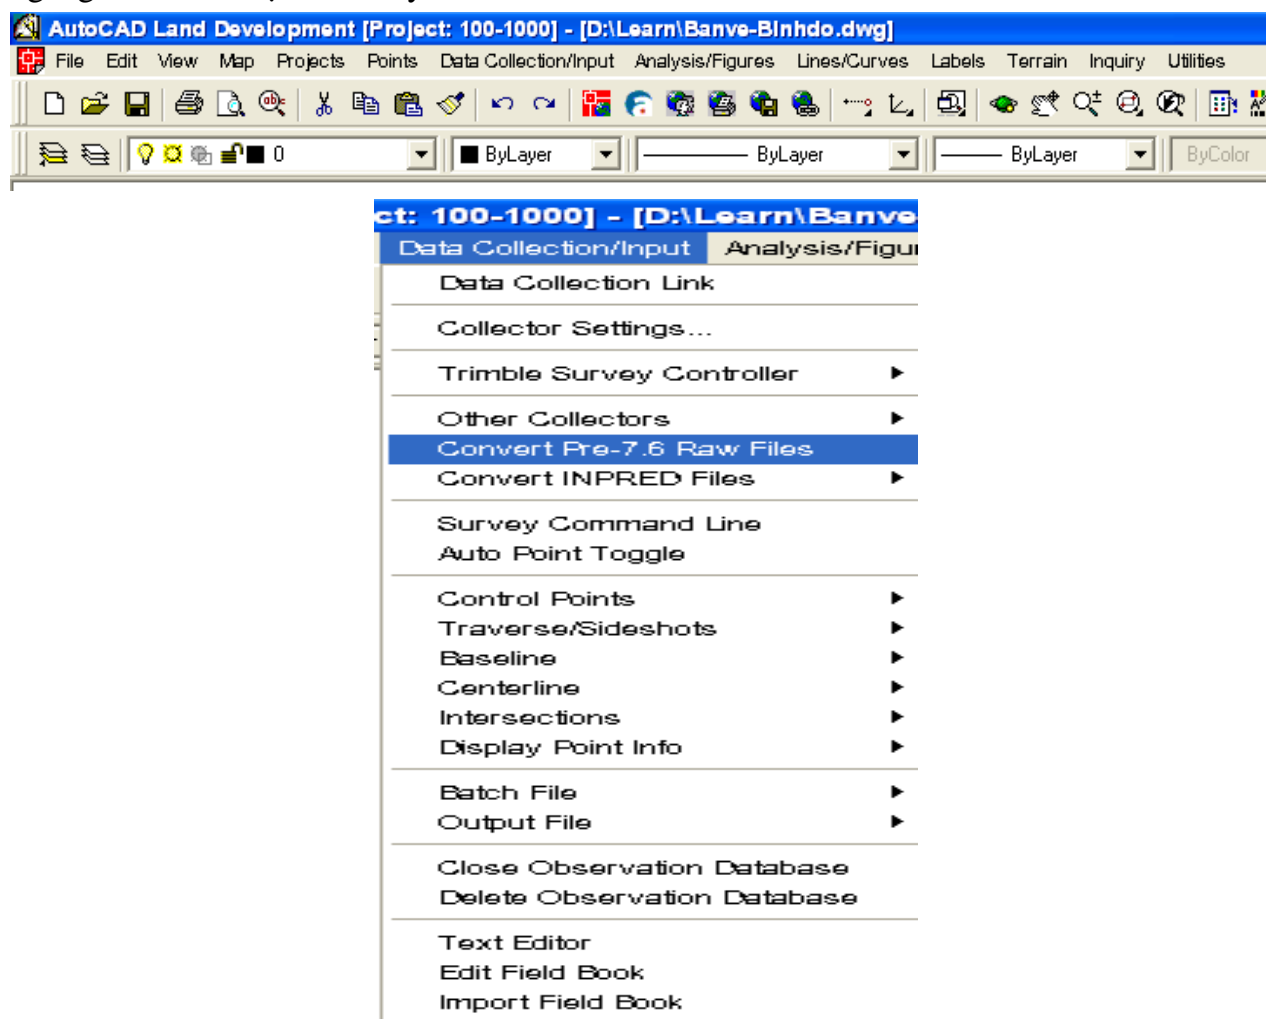 AutoCAD Land Development [Project: 100-1000] - [D:\Learn\Banve-BInhdo.dwg]
File Edit View Map Projects Points Data Collection/Input Analysis/Figures Lines/Curves Labels Terrain Inquiry Utilities
0 ByLayer ByLayer ByLayer ByColor
ct: 100-1000] - [D:\Learn\Banve
Data Collection/Input Analysis/Figu
Data Collection Link
Collector Settings...
Trimble Survey Controller
Other Collectors
Convert Pre-7.6 Raw Files
Convert INPRED Files
Survey Command Line
Auto Point Toggle
Control Points
Traverse/Sideshots
Baseline
Centerline
Intersections
Display Point Info
Batch File
Output File
Close Observation Database
Delete Observation Database
Text Editor
Edit Field Book
Import Field Book